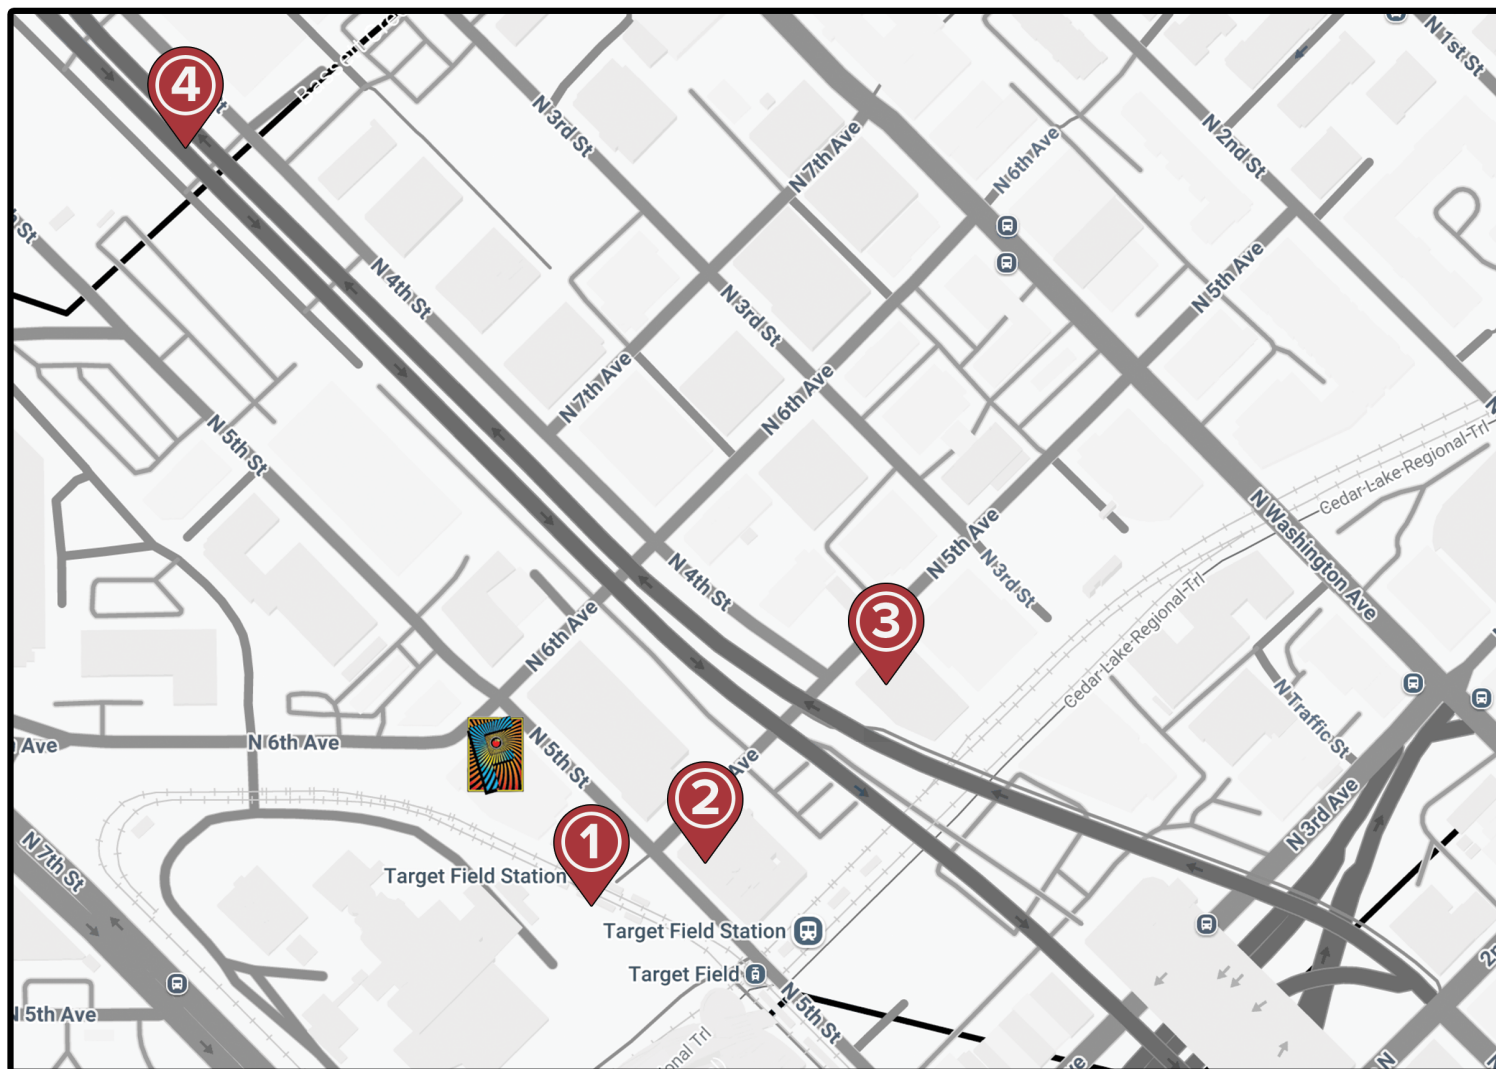 N 1st St
4
t
N 3rd St
N 7th Ave
N 6th Ave
N 2nd St
St
N 4th St
N 3rd St
N 5th Ave
N 7th Ave
N 6th Ave
N 5th St
Cedar-Lake-Regional-Trl
N Washington Ave
N 5th Ave
N 3rd St
N 4th St
3
Cedar-Lake-Regional-Trl
N 6th Ave
N Traffic St
Ave
N 6th Ave
N 5th St
Ave
2
N 3rd Ave
1
N 7th St
Target Field Station
Target Field Station
Target Field
N 5th Ave
N 5th St
onal Trl
N